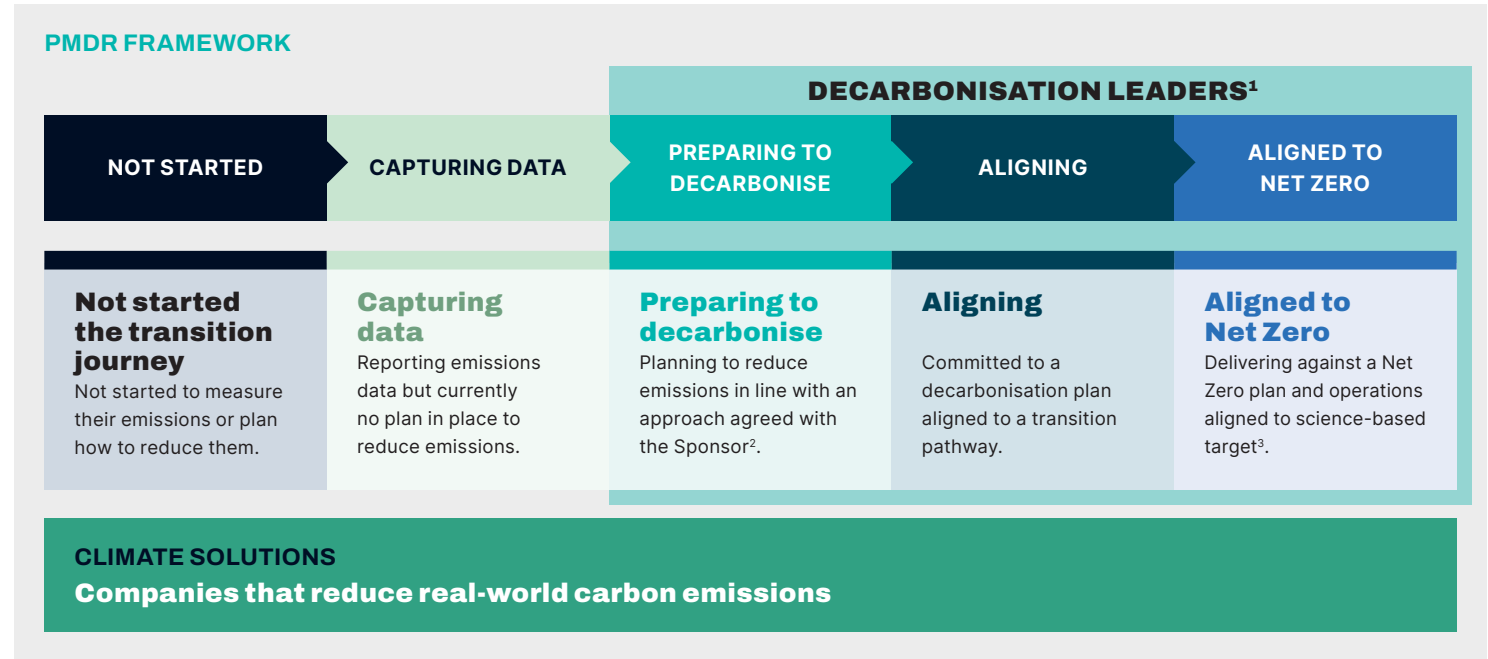 PMDR FRAMEWORK
DECARBONISATION LEADERS¹
NOT STARTED
CAPTURING DATA
PREPARING TO
DECARBONISE
ALIGNING
ALIGNED TO
NET ZERO
Not started
the transition
journey
Not started to measure
their emissions or plan
how to reduce them.
Capturing
data
Reporting emissions
data but currently
no plan in place to
reduce emissions.
Preparing to
decarbonise
Planning to reduce
emissions in line with an
approach agreed with
the Sponsor².
Aligning
Committed to a
decarbonisation plan
aligned to a transition
pathway.
Aligned to
Net Zero
Delivering against a Net
Zero plan and operations
aligned to science-based
target³.
CLIMATE SOLUTIONS
Companies that reduce real-world carbon emissions